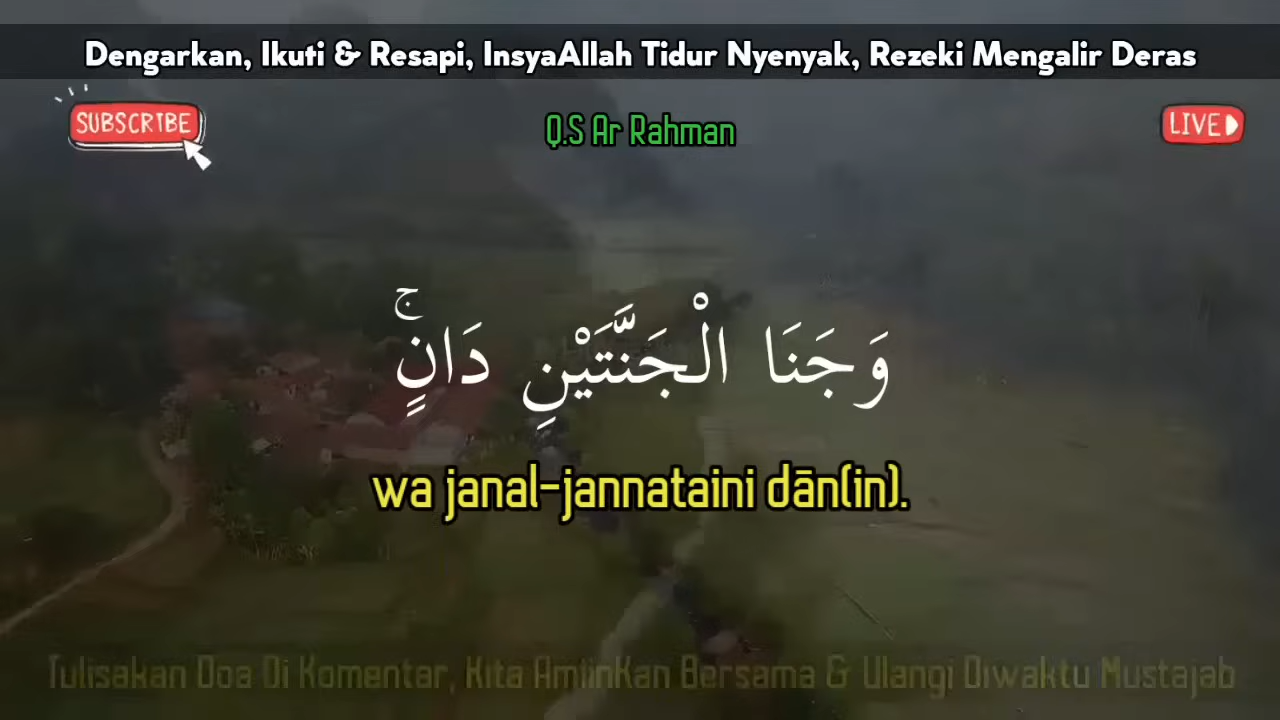 Dengarkan, Ikuti & Resapi, InsyaAllah Tidur Nyenyak, Rezeki Mengalir Deras
SUBSCRIBE
Q.S Ar Rahman
LIVE
وَجَنَا الْجَنَّتَيْنِ دَانٍۚ
wa janal-jannataini dān(in).
Tulisakan Doa Di Komentar, Kita AmiinKan Bersama & Ulangi Diwaktu Mustajab